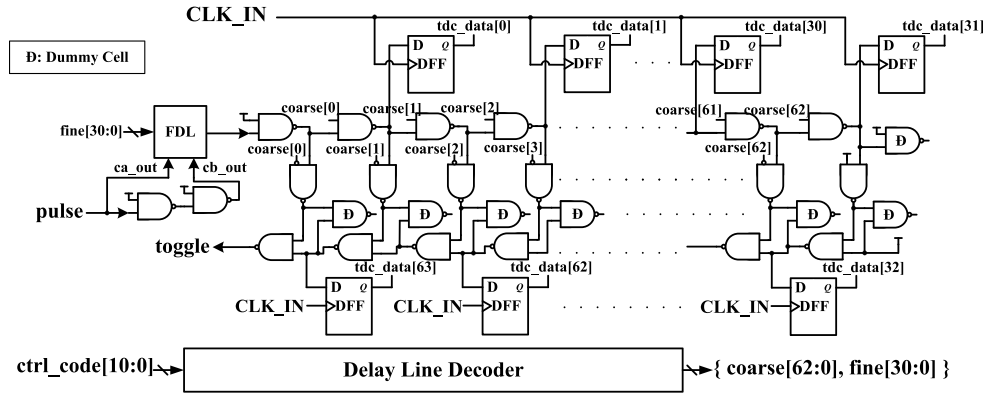 CLK_IN
tdc_data[0]
tdc_data[1]
tdc_data[30]
tdc_data[31]
Đ: Dummy Cell
D Q
DFF
D Q
DFF
D Q
DFF
D Q
DFF
coarse[0]
coarse[1]
coarse[2]
coarse[61]
coarse[62]
fine[30:0]
FDL
Đ
coarse[0]
coarse[1]
coarse[2]
coarse[3]
coarse[62]
ca_out
cb_out
pulse
Đ
Đ
Đ
Đ
Đ
Đ
toggle
tdc_data[63]
tdc_data[62]
tdc_data[32]
CLK_IN
D Q
DFF
CLK_IN
D Q
DFF
CLK_IN
D Q
DFF
ctrl_code[10:0]
Delay Line Decoder
{ coarse[62:0], fine[30:0] }